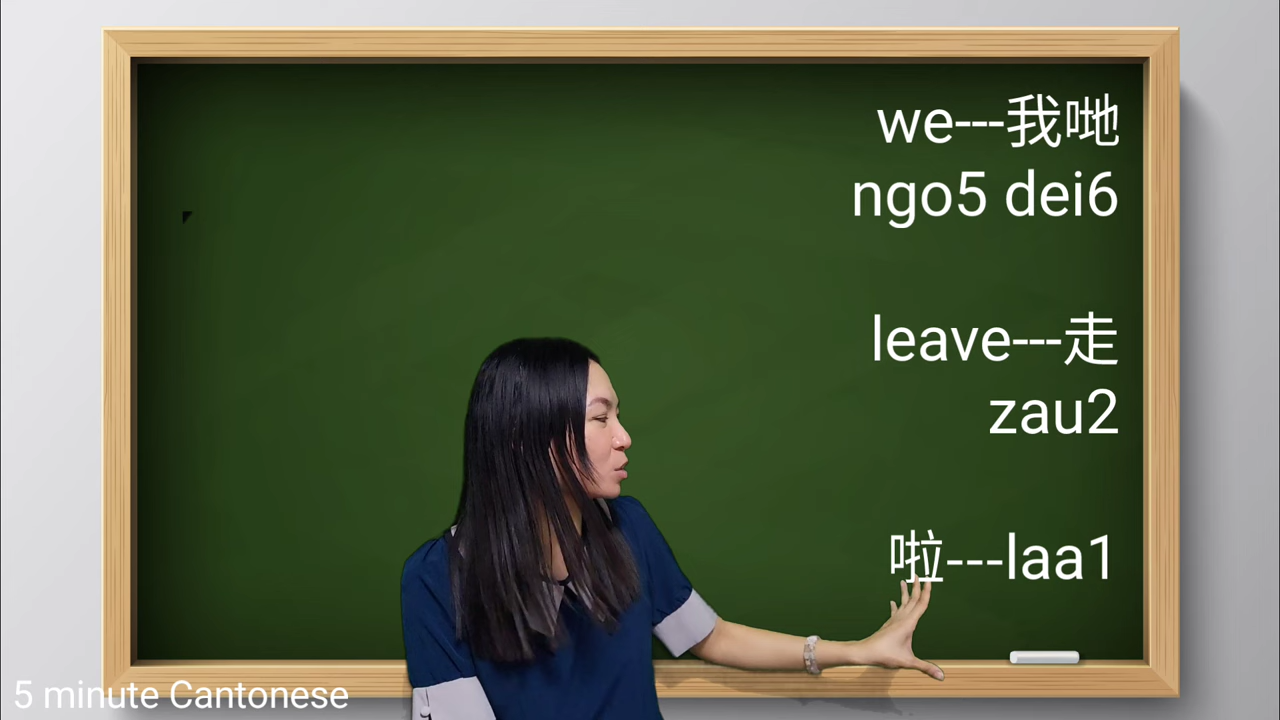 we---我哋
ngo5 dei6
leave---走
zau2
啦---laa1
5 minute Cantonese